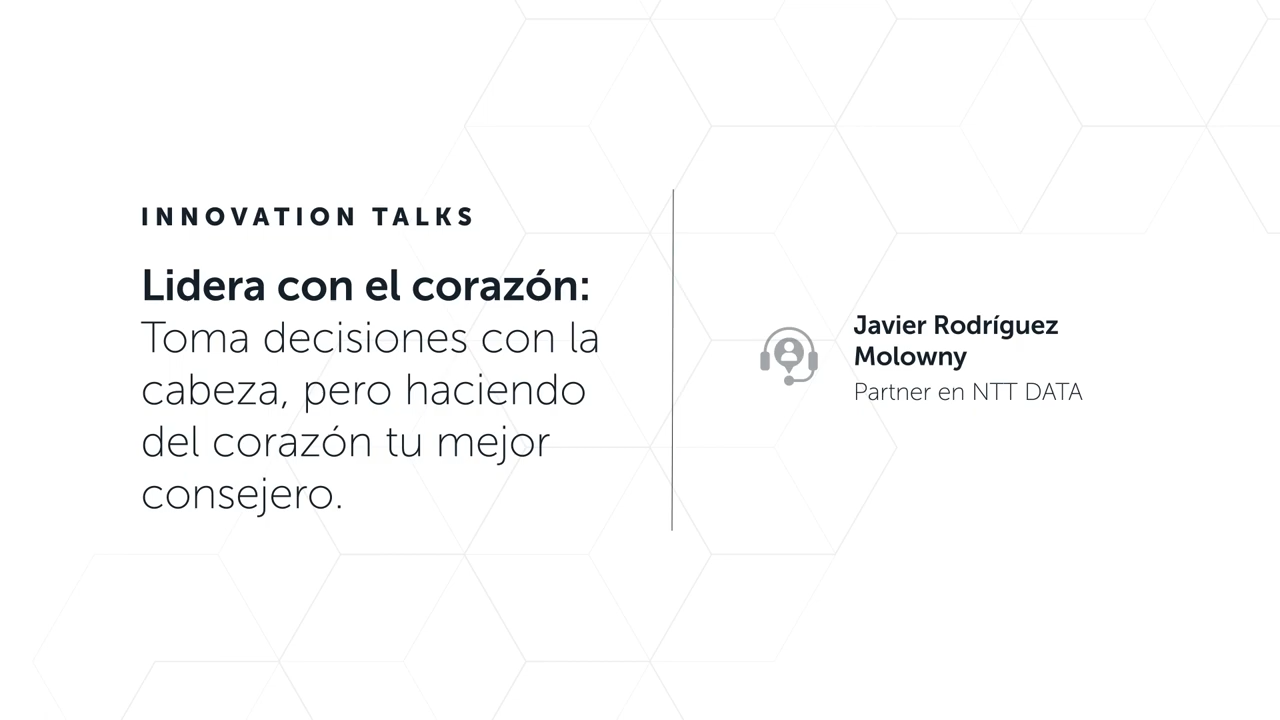 INNOVATION TALKS
Lidera con el corazón:
Toma decisiones con la
cabeza, pero haciendo
del corazón tu mejor
consejero.
Javier Rodríguez
Molowny
Partner en NTT DATA